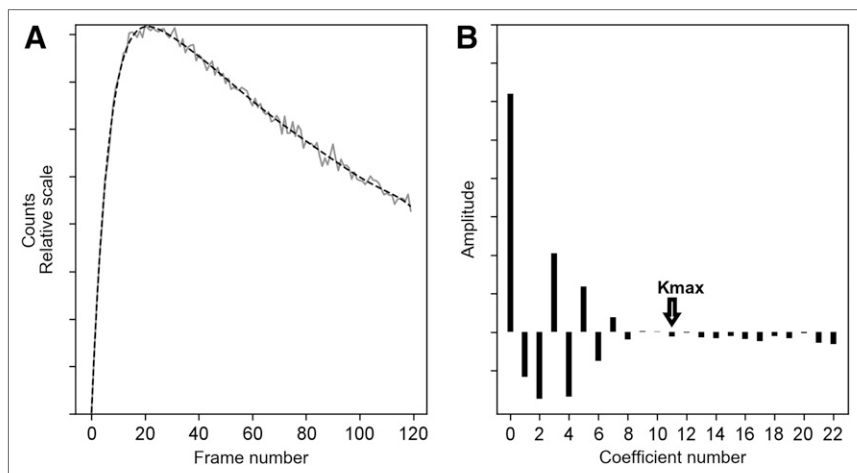 A
Counts
Relative scale
0 20 40 60 80 100 120
Frame number
B
Amplitude
Kmax
0 2 4 6 8 10 12 14 16 18 20 22
Coefficient number